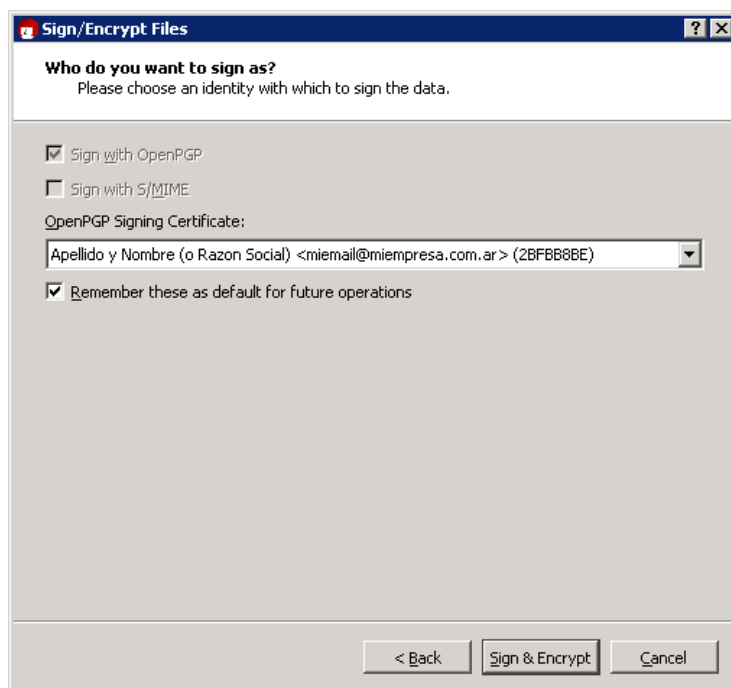 Sign/Encrypt Files
Who do you want to sign as?
Please choose an identity with which to sign the data.
Sign with OpenPGP
Sign with S/MIME
OpenPGP Signing Certificate:
Apellido y Nombre (o Razon Social) <miemail@miempresa.com.ar> (2BFBB8BE)
Remember these as default for future operations
< Back Sign & Encrypt Cancel